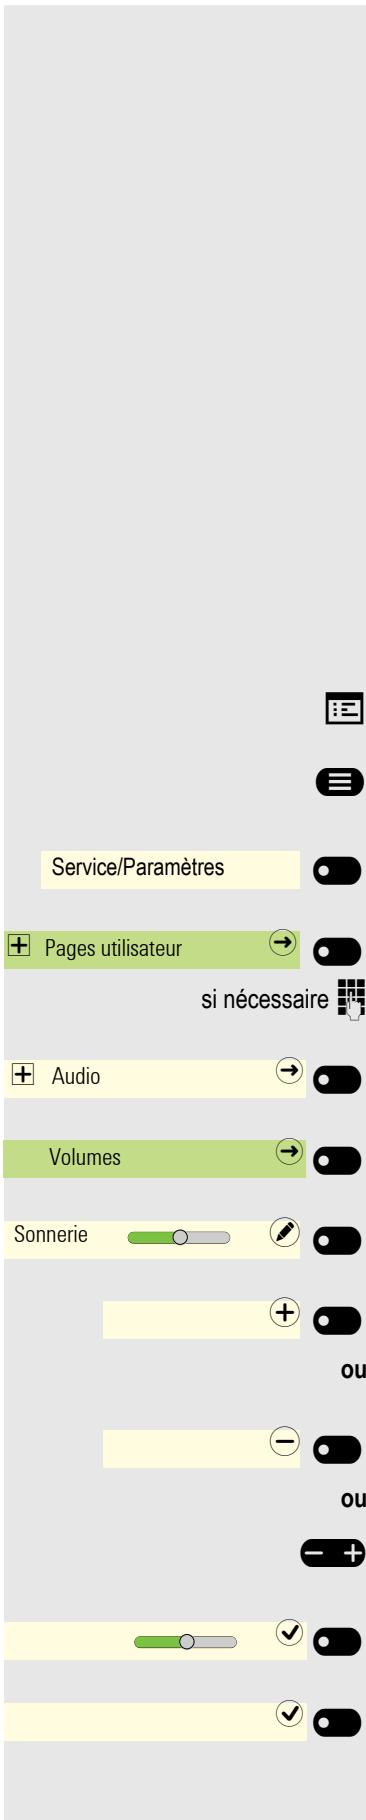 Service/Paramètres
Pages utilisateur
si nécessaire
Audio
Volumes
Sonnerie
ou
ou